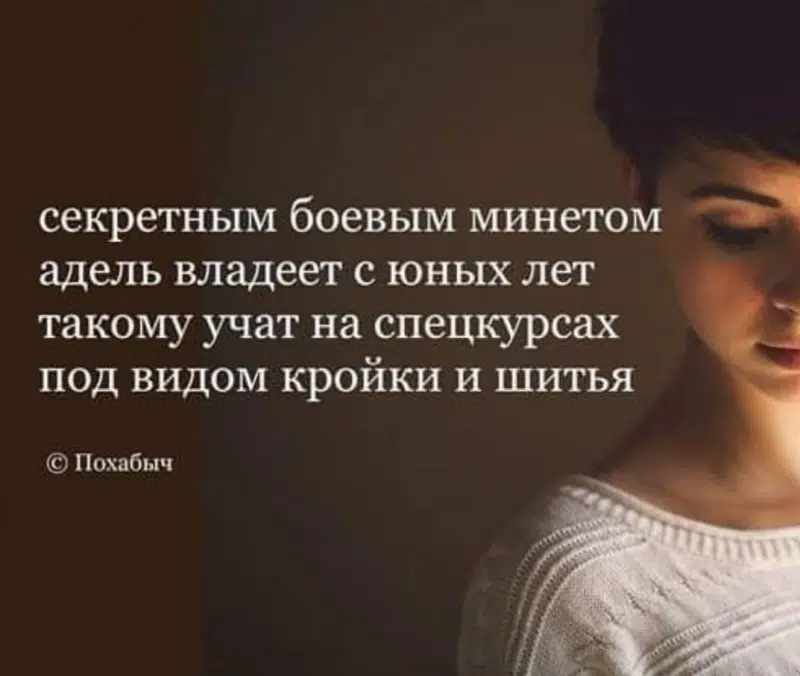 секретным боевым минетом
адель владеет с юных лет
такому учат на спецкурсах
под видом кройки и шитья
© Похабыч